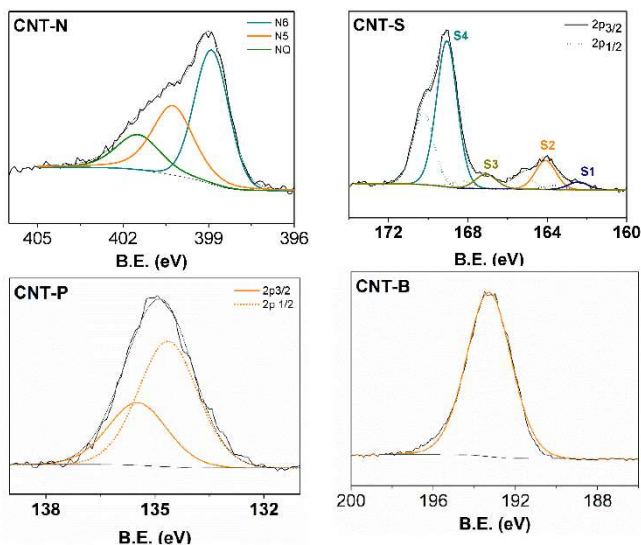 CNT-N
N6
N5
NQ
405 402 399 396
B.E. (eV)
CNT-S
2p3/2
2p1/2
S4
S3
S2
S1
172 168 164 160
B.E. (eV)
CNT-P
2p3/2
2p 1/2
138 135 132
B.E. (eV)
CNT-B
200 196 192 188
B.E. (eV)